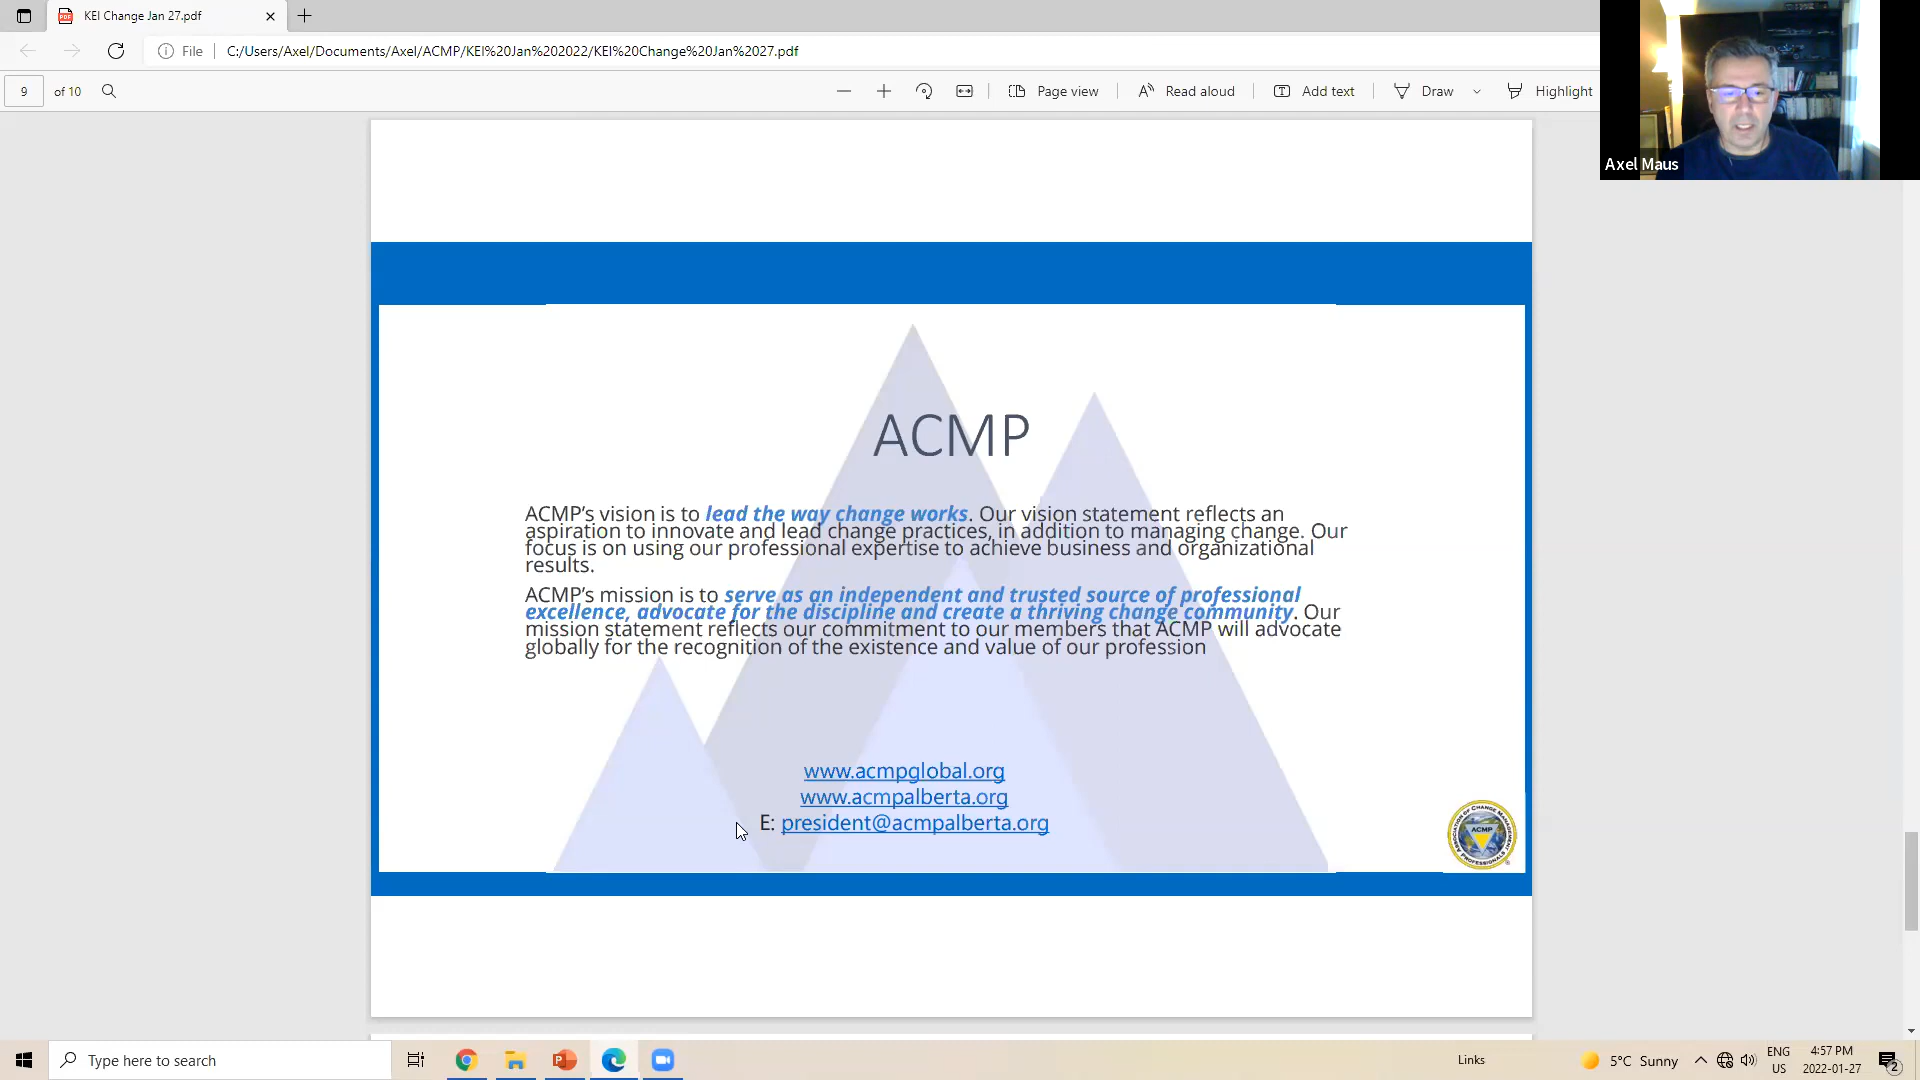 KEI Change Jan 27.pdf
File
C:/Users/Axel/Documents/Axel/ACMP/KEI%20Jan%202022/KEI%20Change%20Jan%2027.pdf
9 of 10
Page view
Read aloud
Add text
Draw
Highlight
Axel Maus
ACMP
ACMP’s vision is to lead the way change works. Our vision statement reflects an
aspiration to innovate and lead change practices, in addition to managing change. Our
focus is on using our professional expertise to achieve business and organizational
results.
ACMP’s mission is to serve as an independent and trusted source of professional
excellence, advocate for the discipline and create a thriving change community. Our
mission statement reflects our commitment to our members that ACMP will advocate
globally for the recognition of the existence and value of our profession
www.acmpglobal.org
www.acmpalberta.org
E: president@acmpalberta.org
ASSOCIATION OF CHANGE MANAGEMENT PROFESSIONALS
ACMP
Type here to search
Links
5°C Sunny
ENG
US
4:57 PM
2022-01-27
2